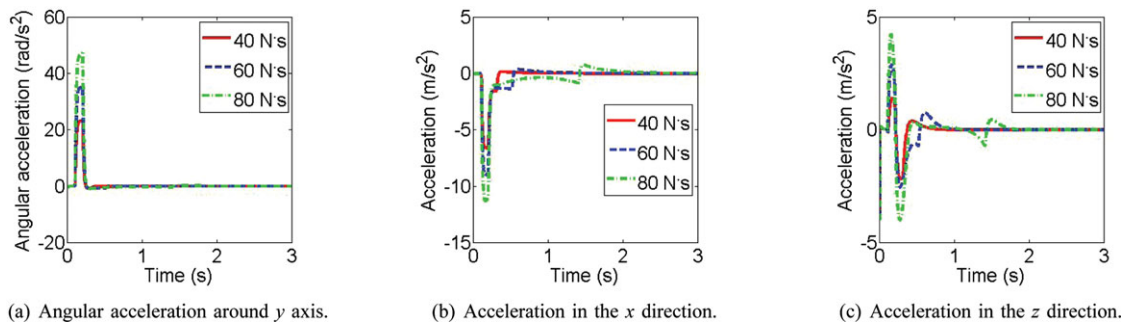 Angular acceleration (rad/s²)
60
40
20
0
-20
0
1
2
3
Time (s)
40 N·s
60 N·s
80 N·s
(a) Angular acceleration around y axis.
Acceleration (m/s²)
5
0
-5
-10
-15
0
1
2
3
Time (s)
40 N·s
60 N·s
80 N·s
(b) Acceleration in the x direction.
Acceleration (m/s²)
5
0
-5
0
1
2
3
Time (s)
40 N·s
60 N·s
80 N·s
(c) Acceleration in the z direction.